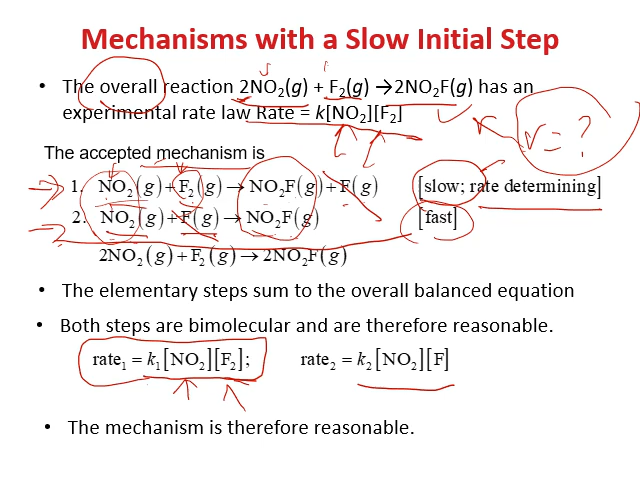 Mechanisms with a Slow Initial Step
• The overall reaction 2NO₂(g) + F₂(g) →2NO₂F(g) has an
experimental rate law Rate = k[NO₂][F₂]
r = ?
The accepted mechanism is
1. NO₂(g)+F₂(g)→NO₂F(g)+F(g) [slow; rate determining]
2. NO₂(g)+F(g)→NO₂F(g) [fast]
2NO₂(g)+F₂(g)→2NO₂F(g)
• The elementary steps sum to the overall balanced equation
• Both steps are bimolecular and are therefore reasonable.
rate₁ = k₁[NO₂][F₂]; rate₂ = k₂[NO₂][F]
• The mechanism is therefore reasonable.